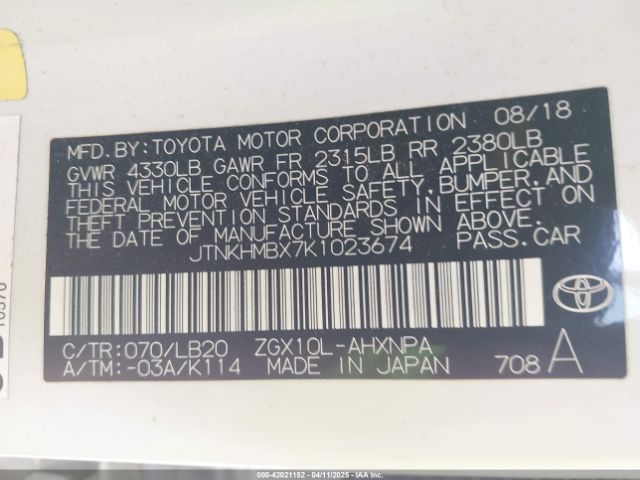 MFD. BY: TOYOTA MOTOR CORPORATION 08/18
GVWR 4330LB GAWR FR 2315LB RR 2380LB
THIS VEHICLE CONFORMS TO ALL APPLICABLE
FEDERAL MOTOR VEHICLE SAFETY, BUMPER, AND
THEFT PREVENTION STANDARDS IN EFFECT ON
THE DATE OF MANUFACTURE SHOWN ABOVE.
JTNKHMBX7K1023674 PASS.CAR
C/TR:070/LB20 ZGX10L-AHXNPA
A/TM:-03A/K114 MADE IN JAPAN 708 A
000-42021152 - 04/11/2025 - IAA Inc.